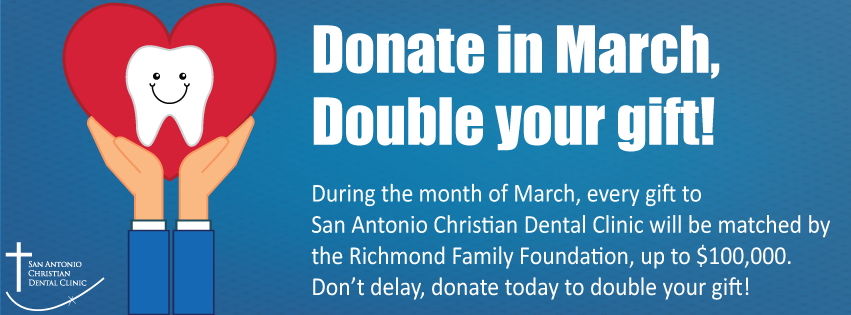 Donate in March,
Double your gift!
During the month of March, every gift to
San Antonio Christian Dental Clinic will be matched by
the Richmond Family Foundation, up to $100,000.
Don't delay, donate today to double your gift!
SAN ANTONIO
CHRISTIAN
DENTAL CLINIC